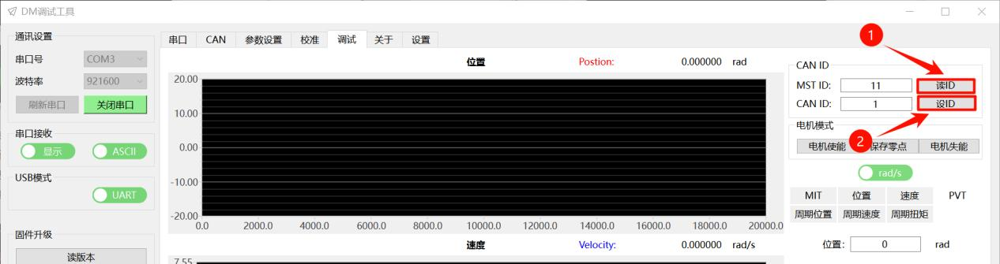 DM调试工具
通讯设置
串口号 COM3
波特率 921600
刷新串口 关闭串口
串口接收
显示 ASCII
USB模式
UART
固件升级
读版本
串口 CAN 参数设置 校准 调试 关于 设置
位置 Postion: 0.000000 rad
20.00
10.00
0.00
-10.00
-20.00
0.0 2000.0 4000.0 6000.0 8000.0 10000.0 12000.0 14000.0 16000.0 18000.0 20000.0
速度 Velocity: 0.000000 rad/s
7.55
1
CAN ID
MST ID: 11 读ID
CAN ID: 1 设ID
电机模式
2
电机使能 保存零点 电机失能
rad/s
MIT 位置 速度 PVT
周期位置 周期速度 周期扭矩
位置: 0 rad